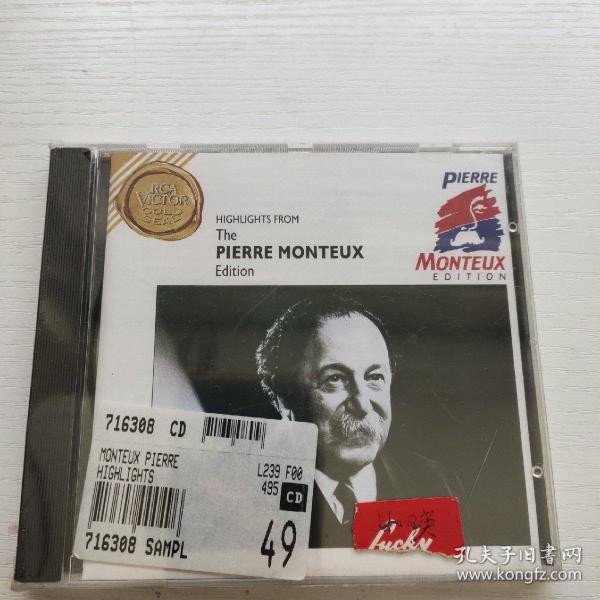 RCA
VICTOR
GOLD
SEAL
HIGHLIGHTS FROM
The
PIERRE MONTEUX
Edition
PIERRE
MONTEUX
EDITION
716308 CD
MONTEUX PIERRE
HIGHLIGHTS
L239 F00
495 CD
716308 SAMPL
49
Lucky
孔夫子旧书网
www.kongfz.com